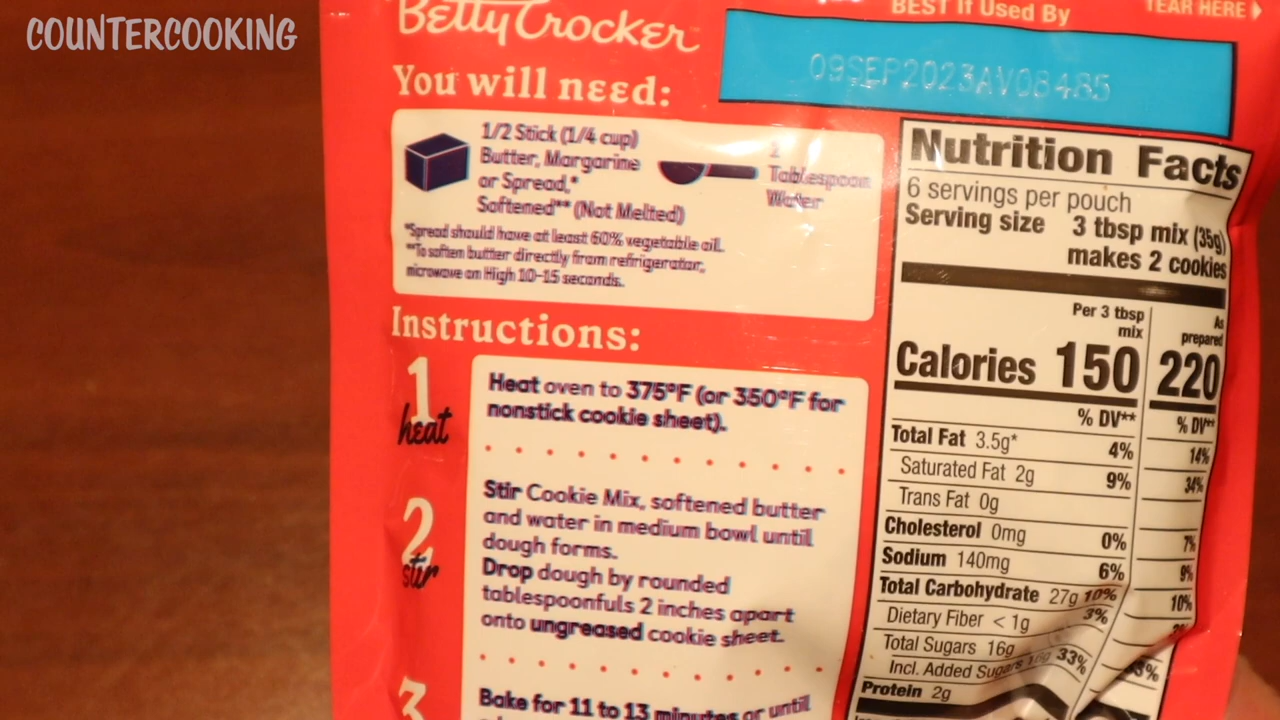 COUNTERCOOKING
Betty Crocker
BEST If Used By
TEAR HERE
09SEP2023AV08485
You will need:
1/2 Stick (1/4 cup)
Butter, Margarine
or Spread,*
Softened** (Not Melted)
Tablespoon
Water
*Spread should have at least 60% vegetable oil.
**To soften butter directly from refrigerator,
microwave on High 10-15 seconds.
Instructions:
1
heat
Heat oven to 375°F (or 350°F for
nonstick cookie sheet).
2
stir
Stir Cookie Mix, softened butter
and water in medium bowl until
dough forms.
Drop dough by rounded
tablespoonfuls 2 inches apart
onto ungreased cookie sheet.
3
Bake for 11 to 13 minutes or until
Nutrition Facts
6 servings per pouch
Serving size 3 tbsp mix (35g)
makes 2 cookies
Per 3 tbsp
mix
As
prepared
Calories 150 220
% DV** % DV**
Total Fat 3.5g* 4% 14%
Saturated Fat 2g 9% 34%
Trans Fat 0g
Cholesterol 0mg 0% 7%
Sodium 140mg 6% 9%
Total Carbohydrate 27g 10% 10%
Dietary Fiber < 1g 3%
Total Sugars 16g
Incl. Added Sugars 16g 33% 33%
Protein 2g